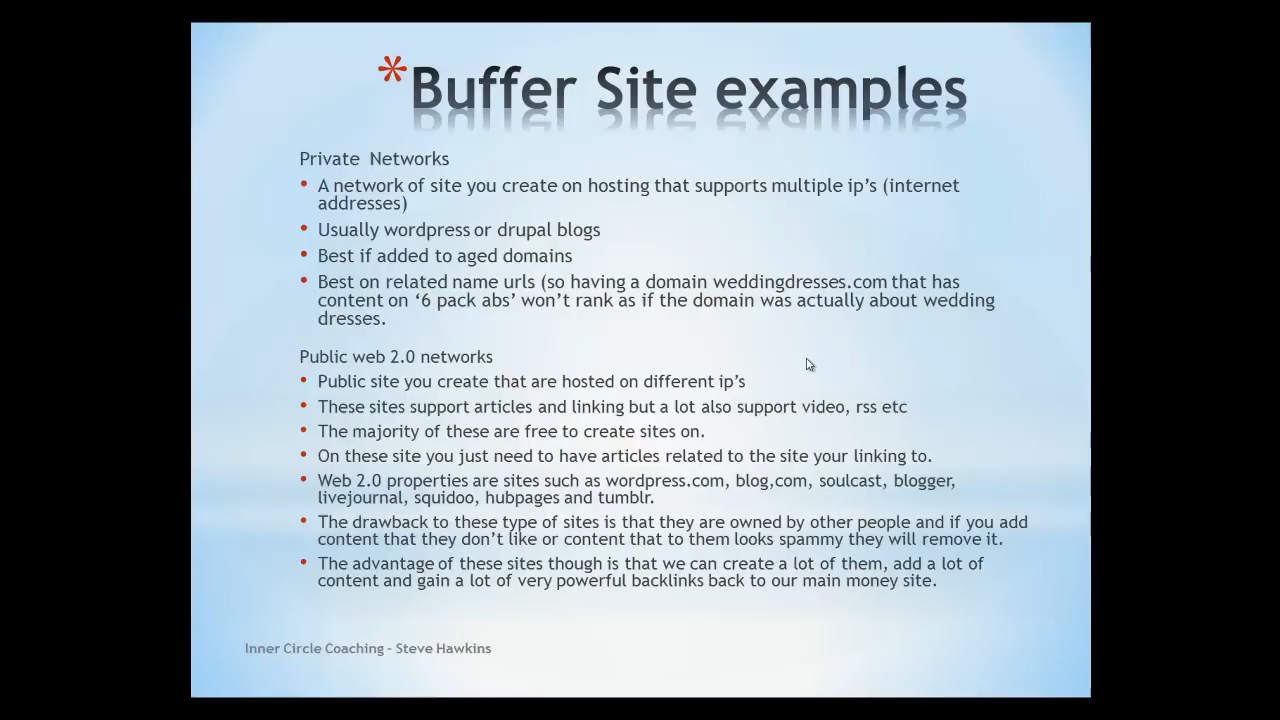 *Buffer Site examples
Private Networks
• A network of site you create on hosting that supports multiple ip's (internet
addresses)
• Usually wordpress or drupal blogs
• Best if added to aged domains
• Best on related name urls (so having a domain weddingdresses.com that has
content on ‘6 pack abs’ won’t rank as if the domain was actually about wedding
dresses.
Public web 2.0 networks
• Public site you create that are hosted on different ip’s
• These sites support articles and linking but a lot also support video, rss etc
• The majority of these are free to create sites on.
• On these site you just need to have articles related to the site your linking to.
• Web 2.0 properties are sites such as wordpress.com, blog,com, soulcast, blogger,
livejournal, squidoo, hubpages and tumblr.
• The drawback to these type of sites is that they are owned by other people and if you add
content that they don’t like or content that to them looks spammy they will remove it.
• The advantage of these sites though is that we can create a lot of them, add a lot of
content and gain a lot of very powerful backlinks back to our main money site.
Inner Circle Coaching - Steve Hawkins